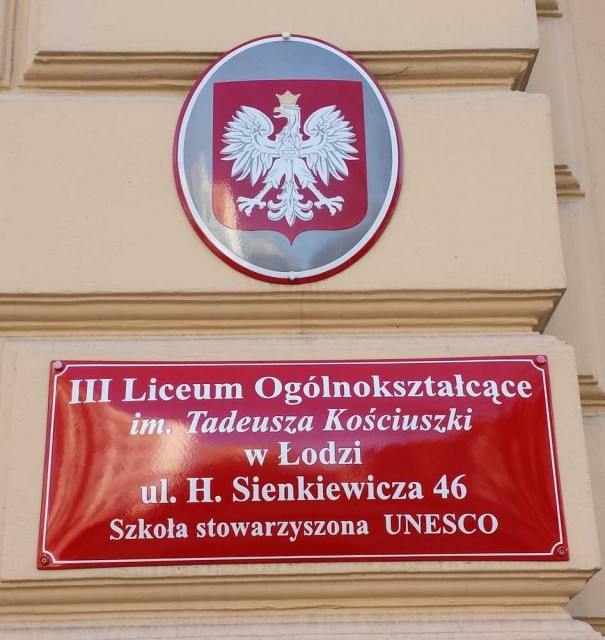 III Liceum Ogólnokształcące
im. Tadeusza Kościuszki
w Łodzi
ul. H. Sienkiewicza 46
Szkoła stowarzyszona UNESCO